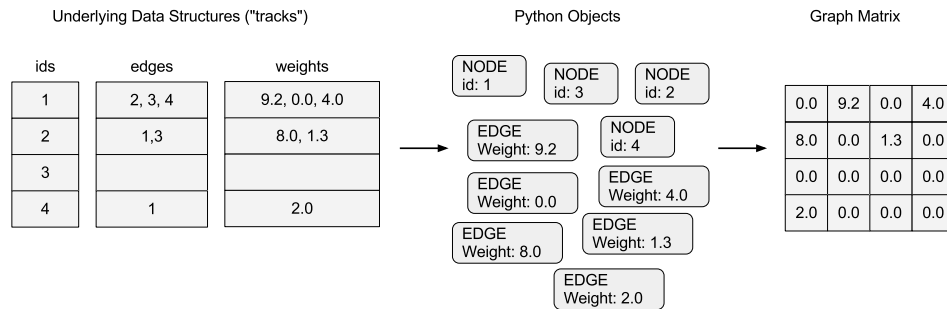 Underlying Data Structures ("tracks")
Python Objects
Graph Matrix
ids
edges
weights
1
2, 3, 4
9.2, 0.0, 4.0
2
1,3
8.0, 1.3
3
4
1
2.0
NODE
id: 1
NODE
id: 3
NODE
id: 2
EDGE
Weight: 9.2
NODE
id: 4
EDGE
Weight: 0.0
EDGE
Weight: 4.0
EDGE
Weight: 8.0
EDGE
Weight: 1.3
EDGE
Weight: 2.0
0.0 9.2 0.0 4.0
8.0 0.0 1.3 0.0
0.0 0.0 0.0 0.0
2.0 0.0 0.0 0.0